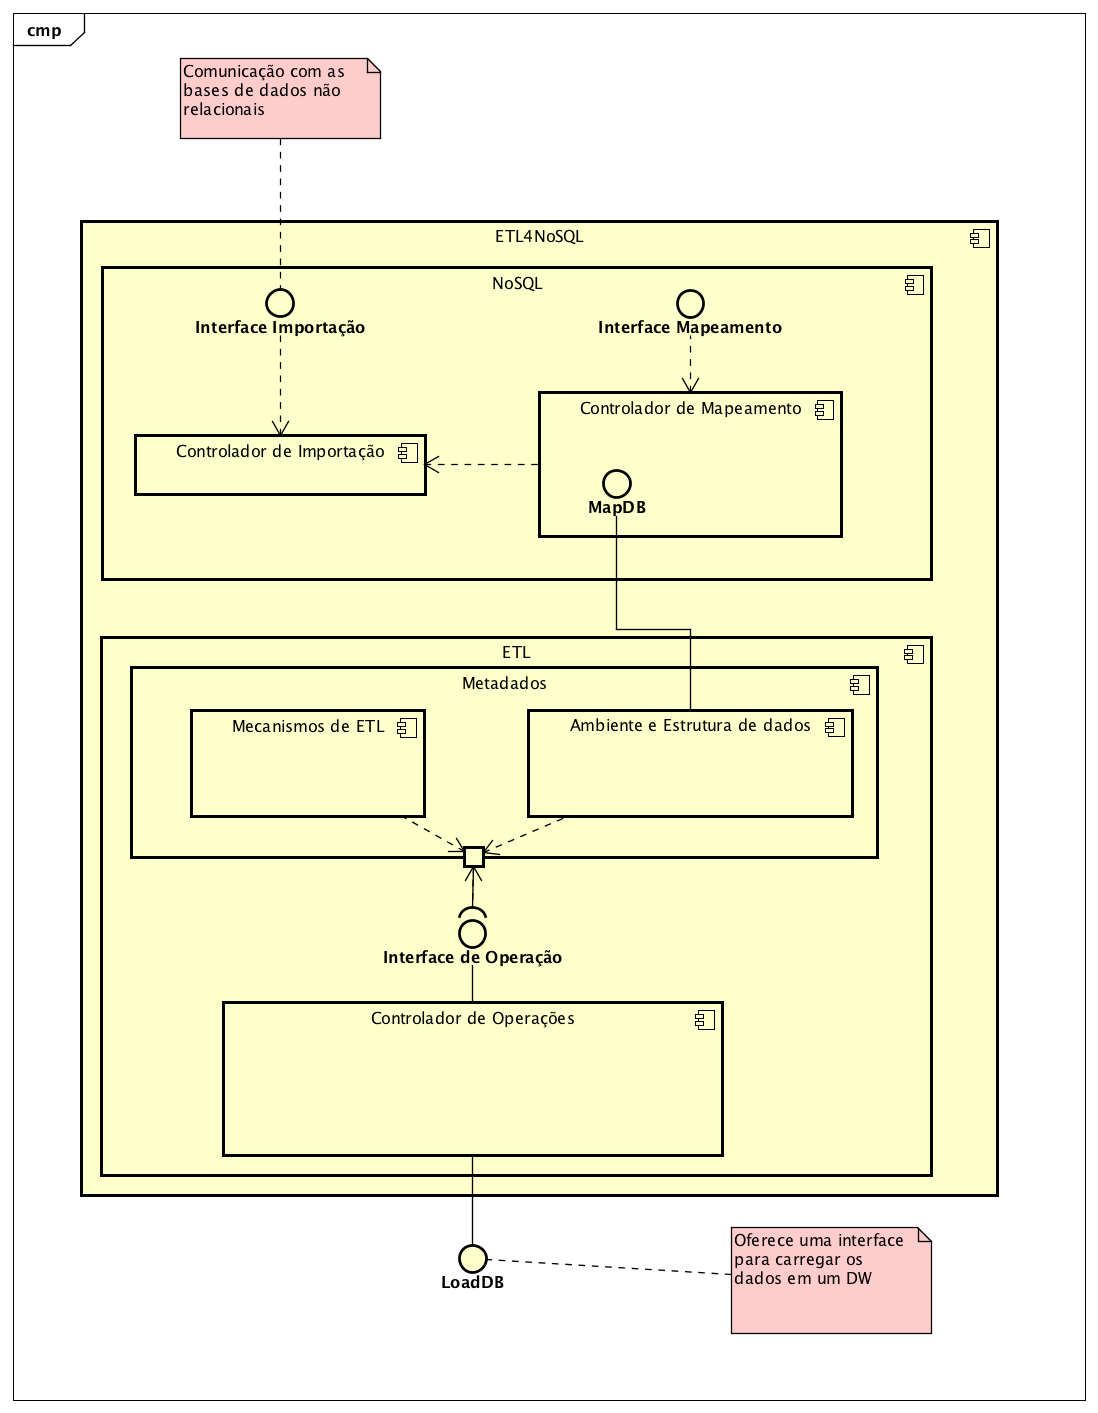 cmp
Comunicação com as
bases de dados não
relacionais
ETL4NoSQL
NoSQL
Interface Importação
Interface Mapeamento
Controlador de Mapeamento
Controlador de Importação
MapDB
ETL
Metadados
Mecanismos de ETL
Ambiente e Estrutura de dados
Interface de Operação
Controlador de Operações
Oferece uma interface
para carregar os
dados em um DW
LoadDB